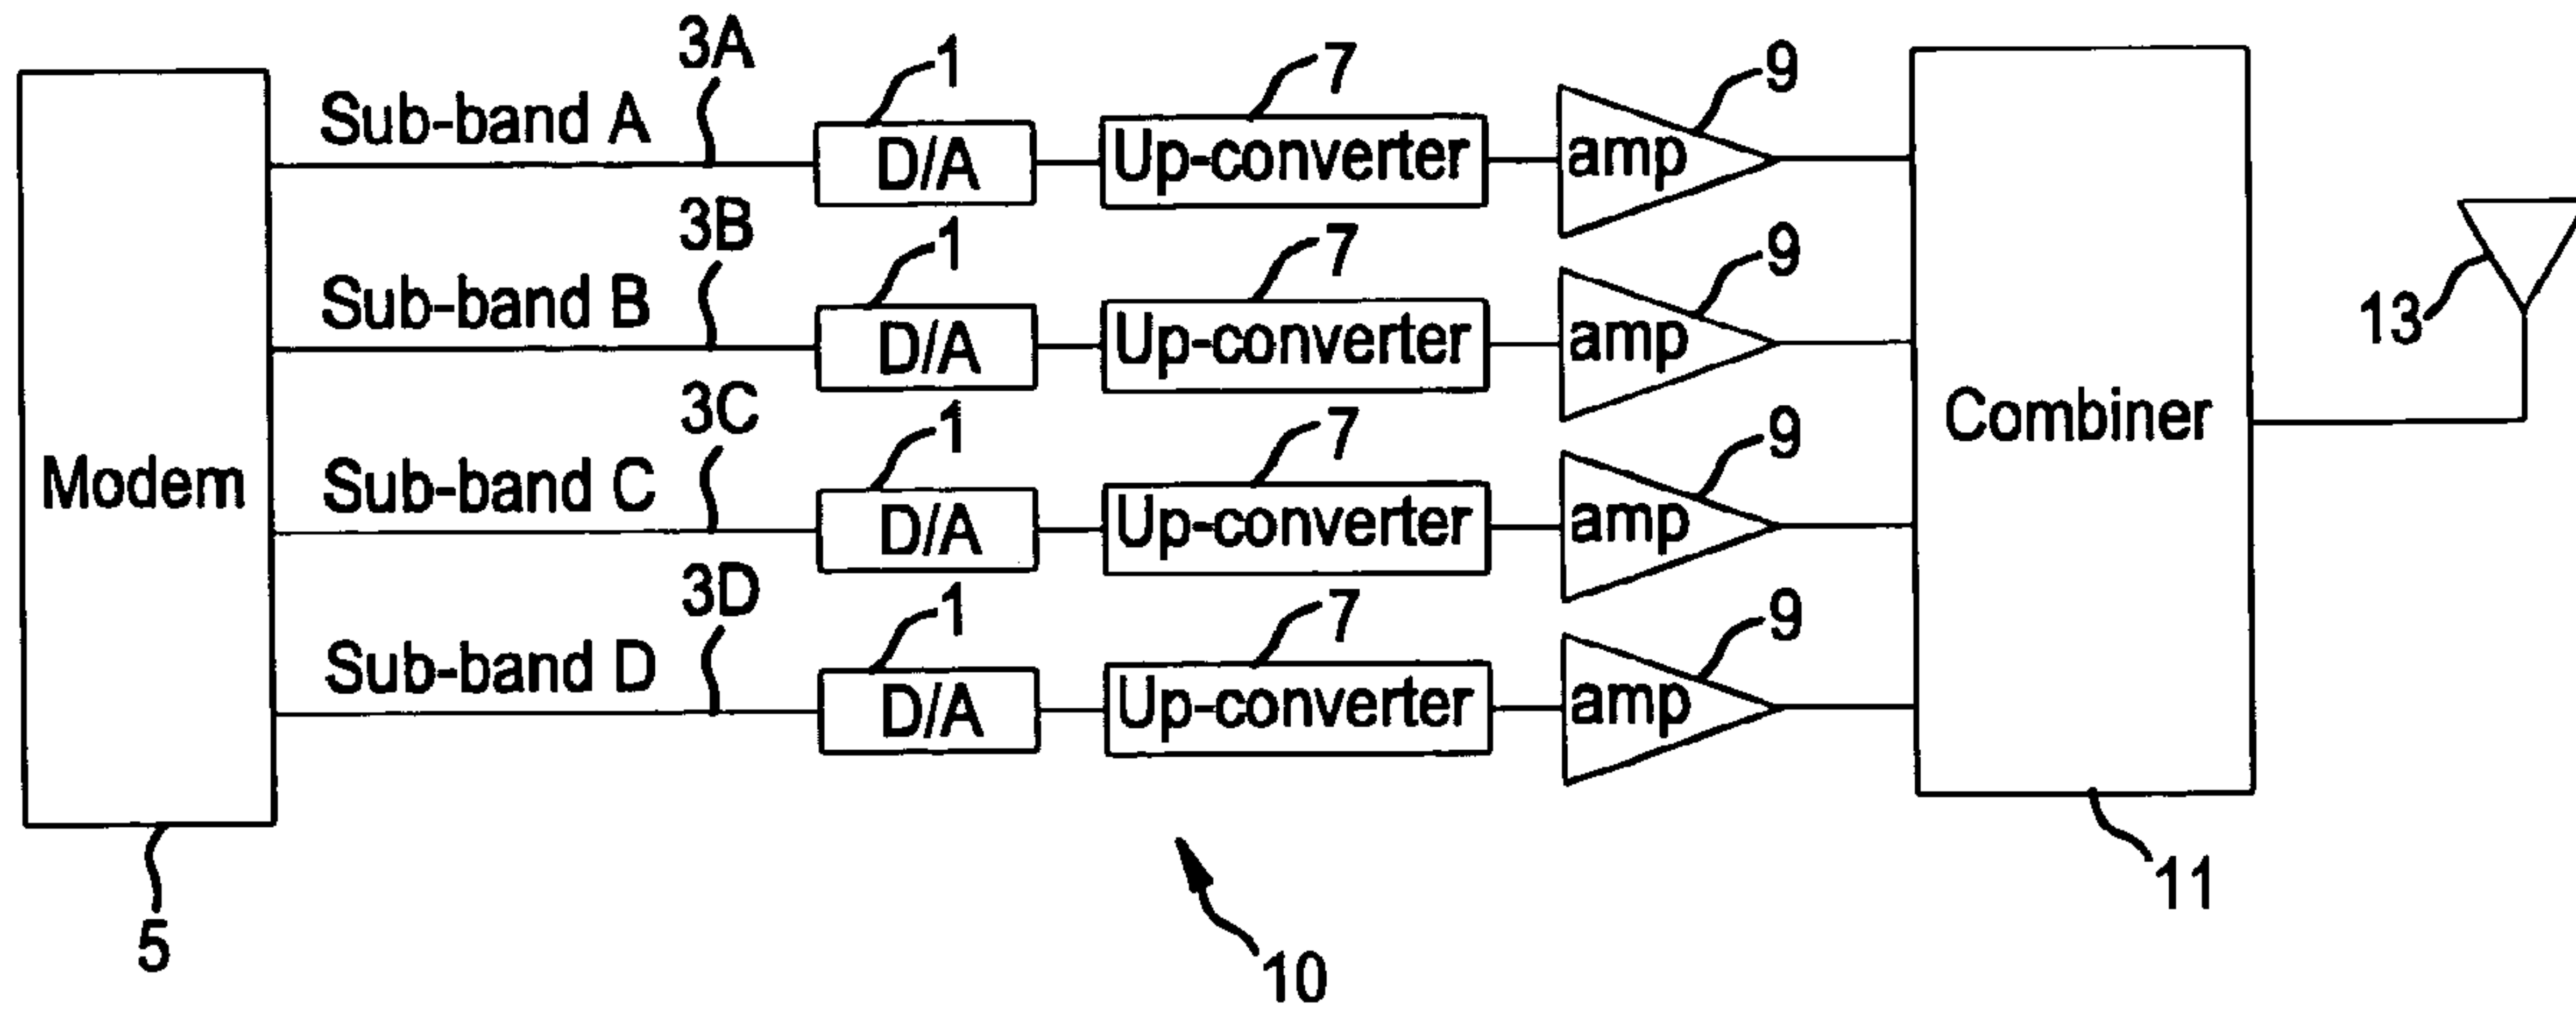 3A 1 7 9
Sub-band A D/A Up-converter amp
3B 1 7 9
Sub-band B D/A Up-converter amp 13
3C 1 7 9 Combiner
Modem Sub-band C D/A Up-converter amp
3D 1 7 9
Sub-band D D/A Up-converter amp
5 10 11